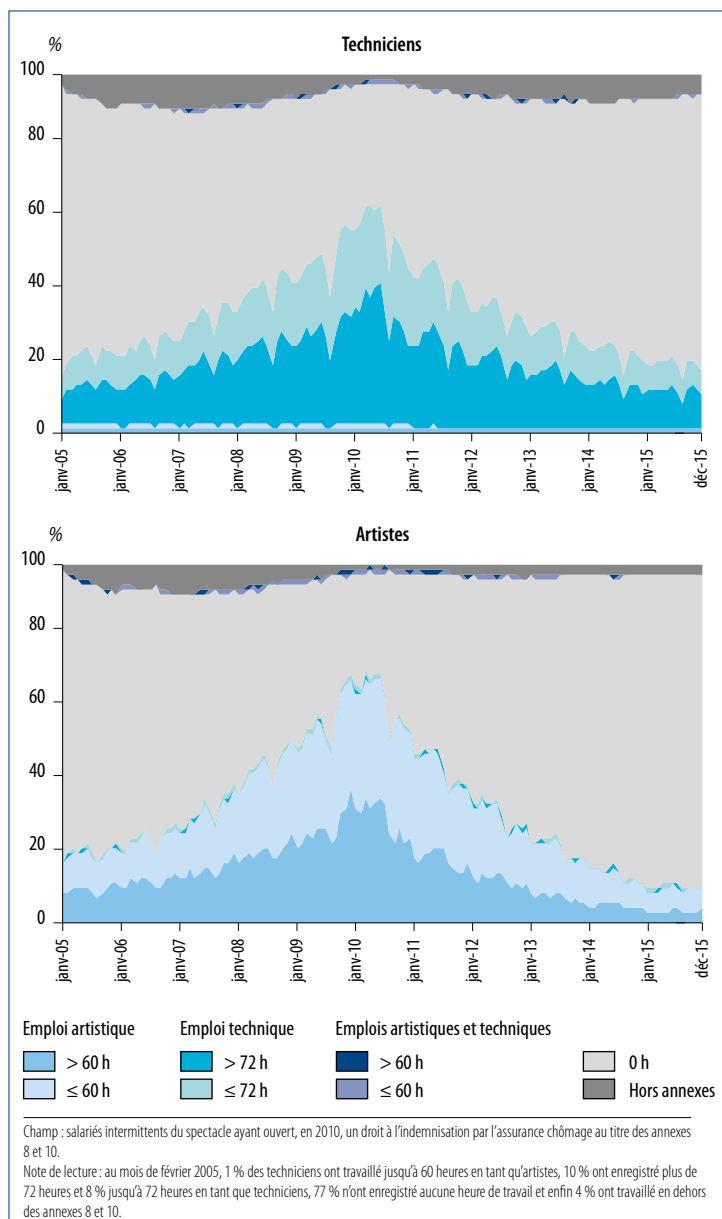 %
Techniciens
100
80
60
40
20
0
janv-05
janv-06
janv-07
janv-08
janv-09
janv-10
janv-11
janv-12
janv-13
janv-14
janv-15
déc-15
%
Artistes
100
80
60
40
20
0
janv-05
janv-06
janv-07
janv-08
janv-09
janv-10
janv-11
janv-12
janv-13
janv-14
janv-15
déc-15
Emploi artistique
> 60 h
≤ 60 h
Emploi technique
> 72 h
≤ 72 h
Emplois artistiques et techniques
> 60 h
≤ 60 h
0 h
Hors annexes
Champ : salariés intermittents du spectacle ayant ouvert, en 2010, un droit à l'indemnisation par l'assurance chômage au titre des annexes
8 et 10.
Note de lecture : au mois de février 2005, 1 % des techniciens ont travaillé jusqu'à 60 heures en tant qu'artistes, 10 % ont enregistré plus de
72 heures et 8 % jusqu'à 72 heures en tant que techniciens, 77 % n'ont enregistré aucune heure de travail et enfin 4 % ont travaillé en dehors
des annexes 8 et 10.